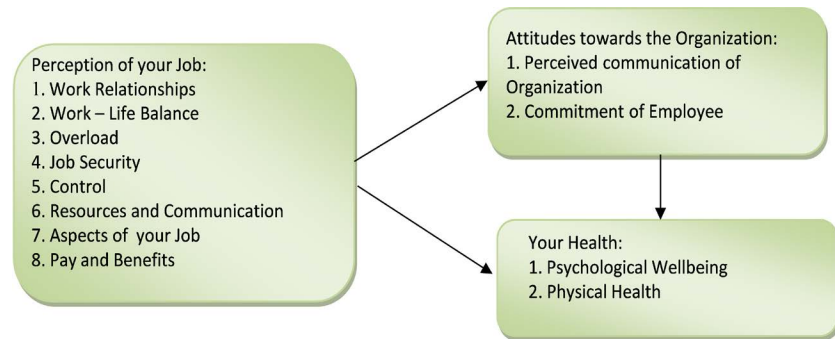 Perception of your Job:
1. Work Relationships
2. Work – Life Balance
3. Overload
4. Job Security
5. Control
6. Resources and Communication
7. Aspects of your Job
8. Pay and Benefits
Attitudes towards the Organization:
1. Perceived communication of
Organization
2. Commitment of Employee
Your Health:
1. Psychological Wellbeing
2. Physical Health